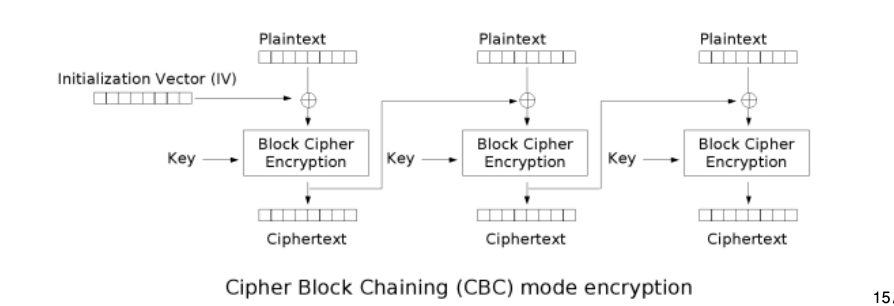 Plaintext
Plaintext
Plaintext
Initialization Vector (IV)
Key
Block Cipher
Encryption
Key
Block Cipher
Encryption
Key
Block Cipher
Encryption
Ciphertext
Ciphertext
Ciphertext
Cipher Block Chaining (CBC) mode encryption
15.